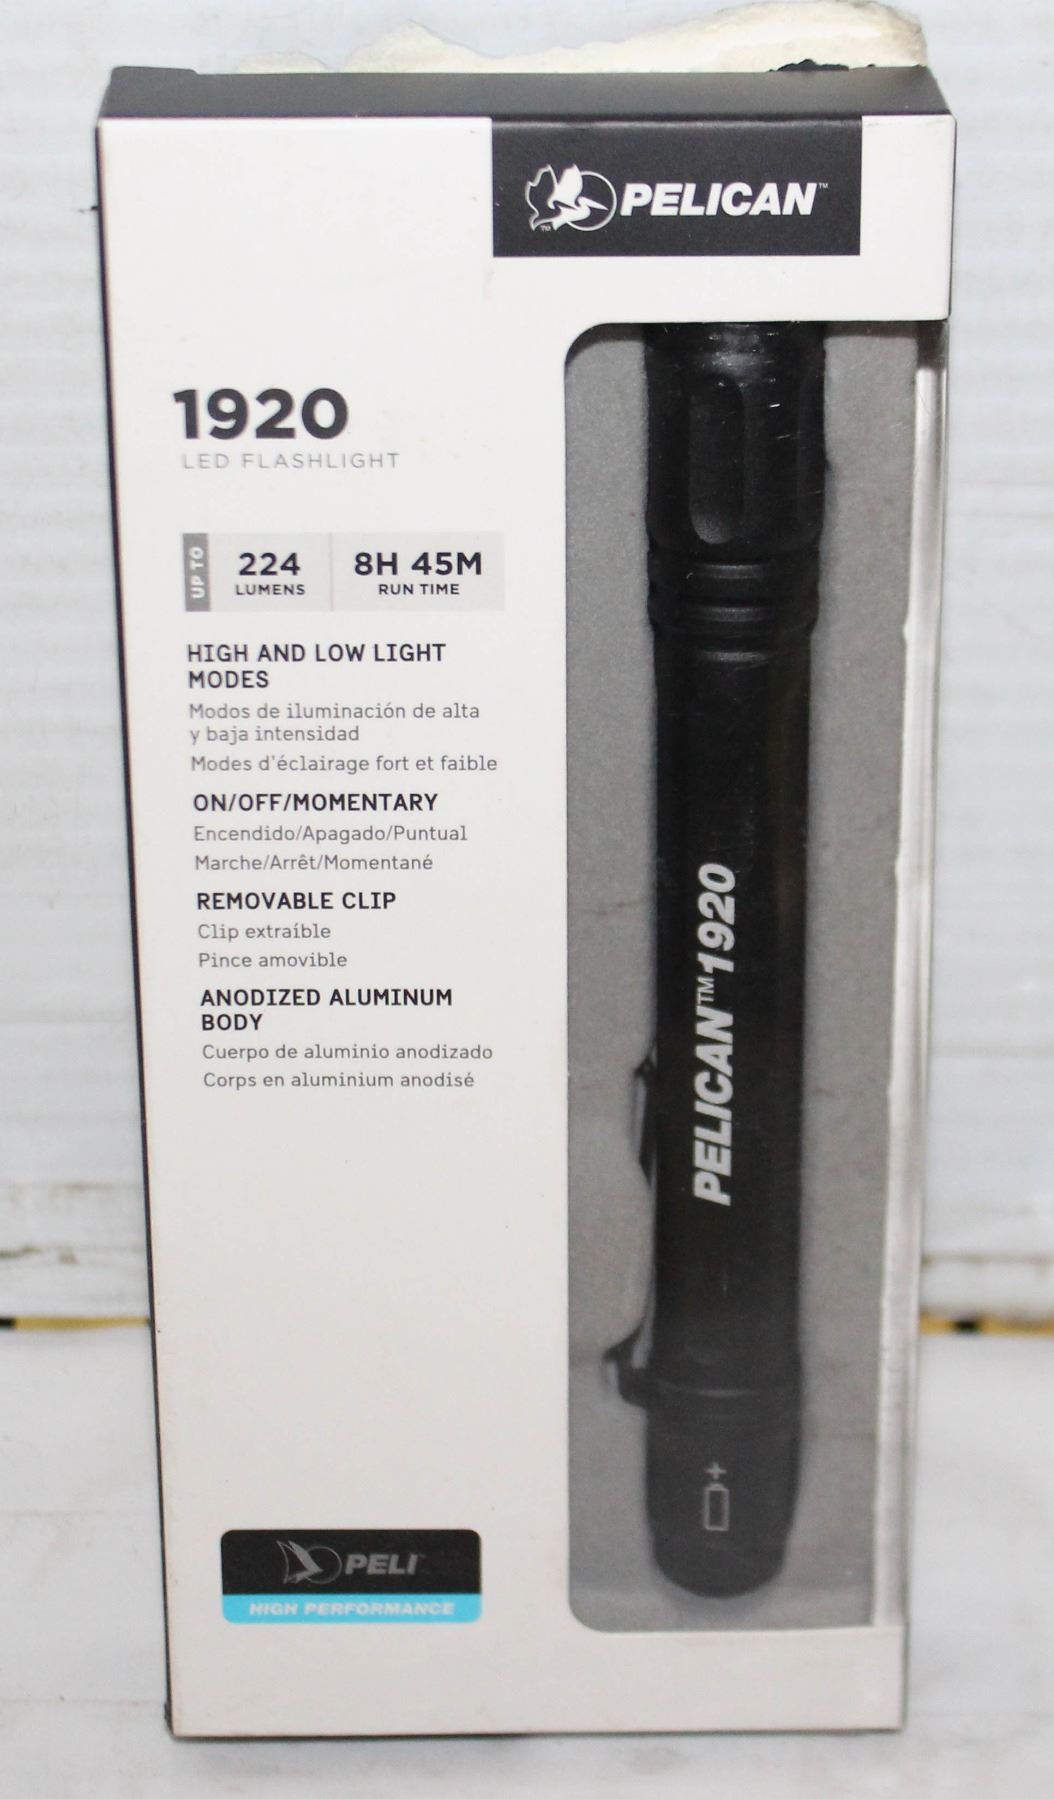 PELICAN™
1920
LED FLASHLIGHT
UP TO
224
LUMENS
8H 45M
RUN TIME
HIGH AND LOW LIGHT
MODES
Modos de iluminación de alta
y baja intensidad
Modes d'éclairage fort et faible
ON/OFF/MOMENTARY
Encendido/Apagado/Puntual
Marche/Arrêt/Momentané
REMOVABLE CLIP
Clip extraíble
Pince amovible
ANODIZED ALUMINUM
BODY
Cuerpo de aluminio anodizado
Corps en aluminium anodisé
PELICAN™ 1920
+
PELI™
HIGH PERFORMANCE